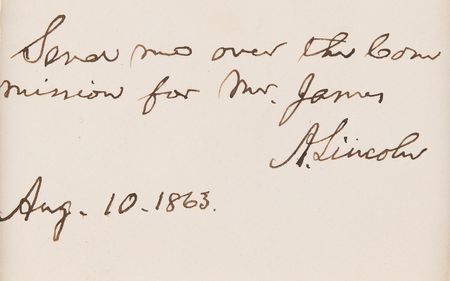 Send me over the Com
mission for Mr. James
A. Lincoln
Aug. 10. 1863.